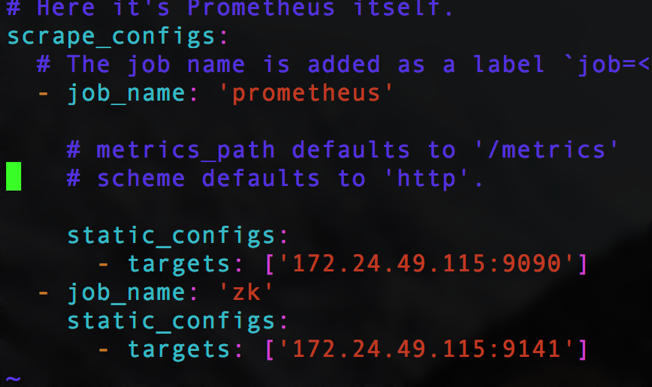 # Here it's Prometheus itself.
scrape_configs:
  # The job name is added as a label `job=<
  - job_name: 'prometheus'

    # metrics_path defaults to '/metrics'
    # scheme defaults to 'http'.

    static_configs:
      - targets: ['172.24.49.115:9090']
  - job_name: 'zk'
    static_configs:
      - targets: ['172.24.49.115:9141']
~